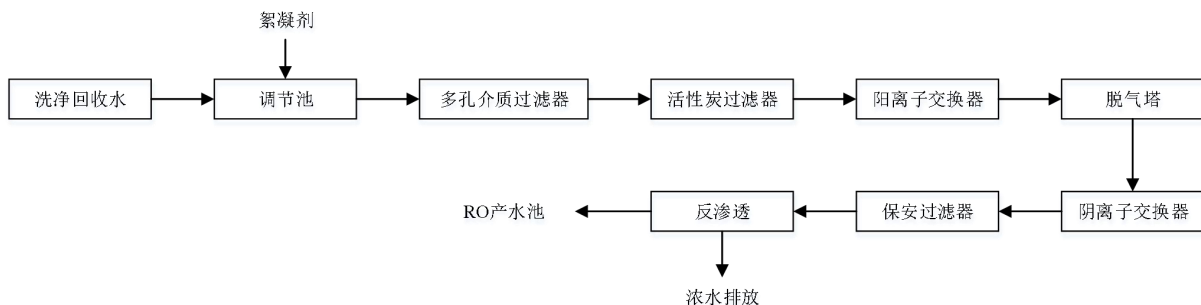 絮凝剂
洗净回收水
调节池
多孔介质过滤器
活性炭过滤器
阳离子交换器
脱气塔
RO产水池
反渗透
保安过滤器
阴离子交换器
浓水排放